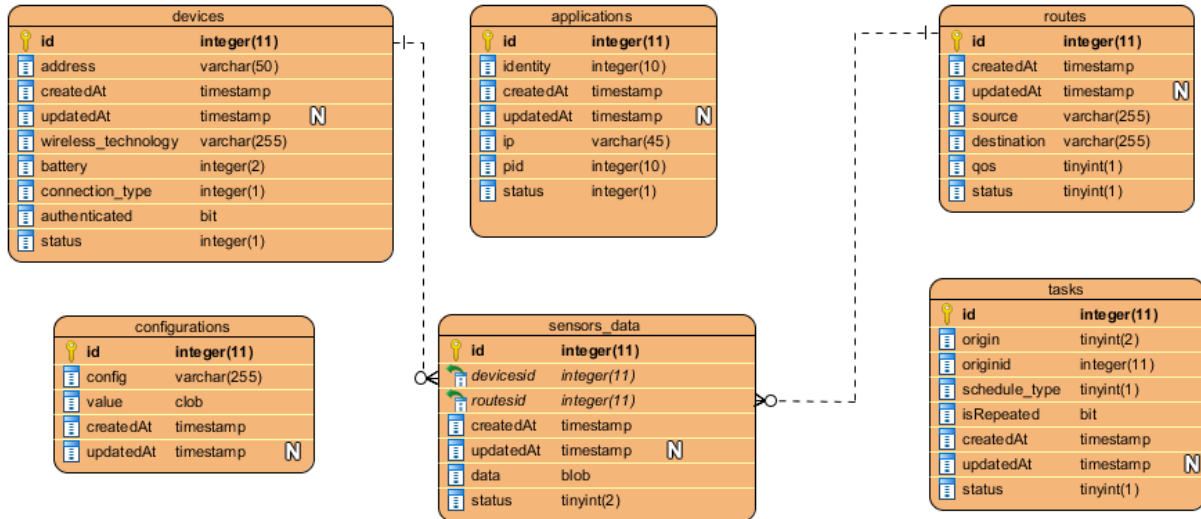 devices
id integer(11)
address varchar(50)
createdAt timestamp
updatedAt timestamp N
wireless_technology varchar(255)
battery integer(2)
connection_type integer(1)
authenticated bit
status integer(1)
applications
id integer(11)
identity integer(10)
createdAt timestamp
updatedAt timestamp N
ip varchar(45)
pid integer(10)
status integer(1)
routes
id integer(11)
createdAt timestamp
updatedAt timestamp N
source varchar(255)
destination varchar(255)
qos tinyint(1)
status tinyint(1)
configurations
id integer(11)
config varchar(255)
value clob
createdAt timestamp
updatedAt timestamp N
sensors_data
id integer(11)
devicesid integer(11)
routesid integer(11)
createdAt timestamp
updatedAt timestamp N
data blob
status tinyint(2)
tasks
id integer(11)
origin tinyint(2)
originid integer(11)
schedule_type tinyint(1)
isRepeated bit
createdAt timestamp
updatedAt timestamp N
status tinyint(1)